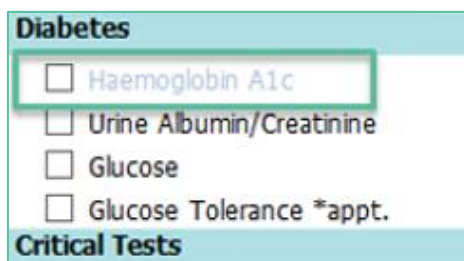 Diabetes
Haemoglobin A1c
Urine Albumin/Creatinine
Glucose
Glucose Tolerance *appt.
Critical Tests